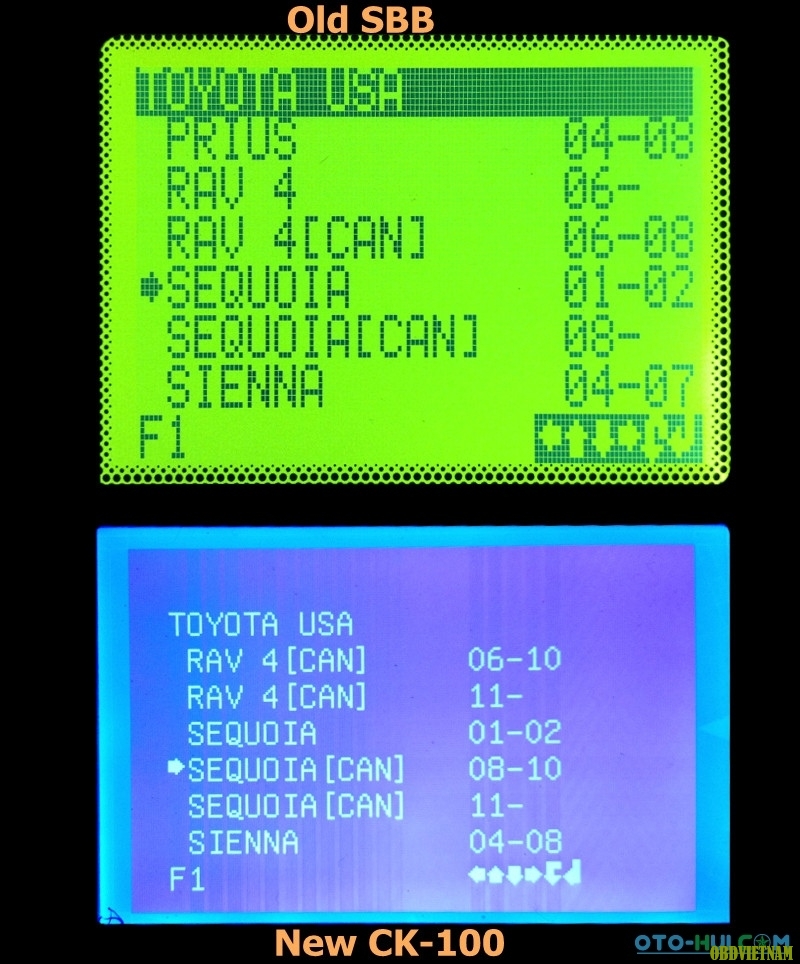 Old SBB
TOYOTA USA
PRIUS 04-08
RAV 4 06-
RAV 4[CAN] 06-08
SEQUOIA 01-02
SEQUOIA[CAN] 08-
SIENNA 04-07
F1
TOYOTA USA
RAV 4[CAN] 06-10
RAV 4[CAN] 11-
SEQUOIA 01-02
SEQUOIA[CAN] 08-10
SEQUOIA[CAN] 11-
SIENNA 04-08
F1
New CK-100
OTO-HUI.COM
OBDVIETNAM